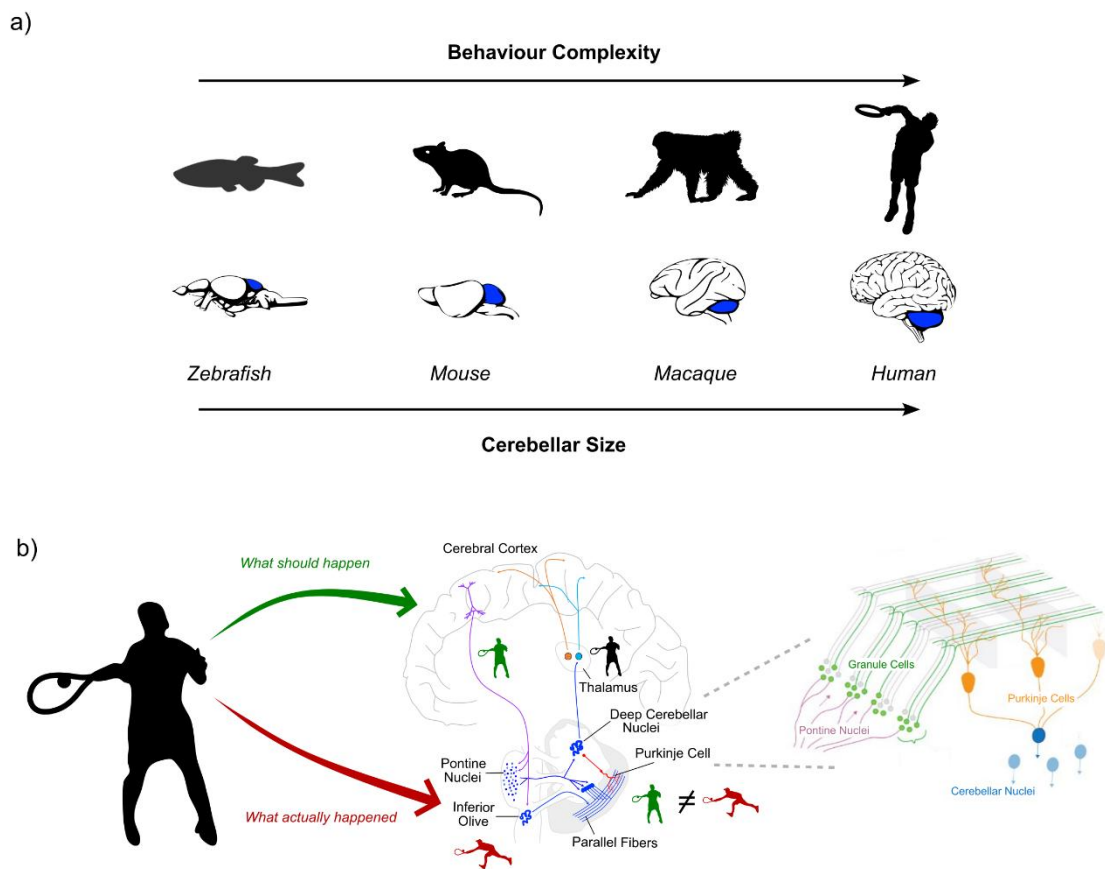 a)
Behaviour Complexity
Zebrafish
Mouse
Macaque
Human
Cerebellar Size
b)
What should happen
What actually happened
Cerebral Cortex
Thalamus
Deep Cerebellar
Nuclei
Purkinje Cell
Pontine
Nuclei
Inferior
Olive
≠
Parallel Fibers
Granule Cells
Purkinje Cells
Pontine Nuclei
Cerebellar Nuclei